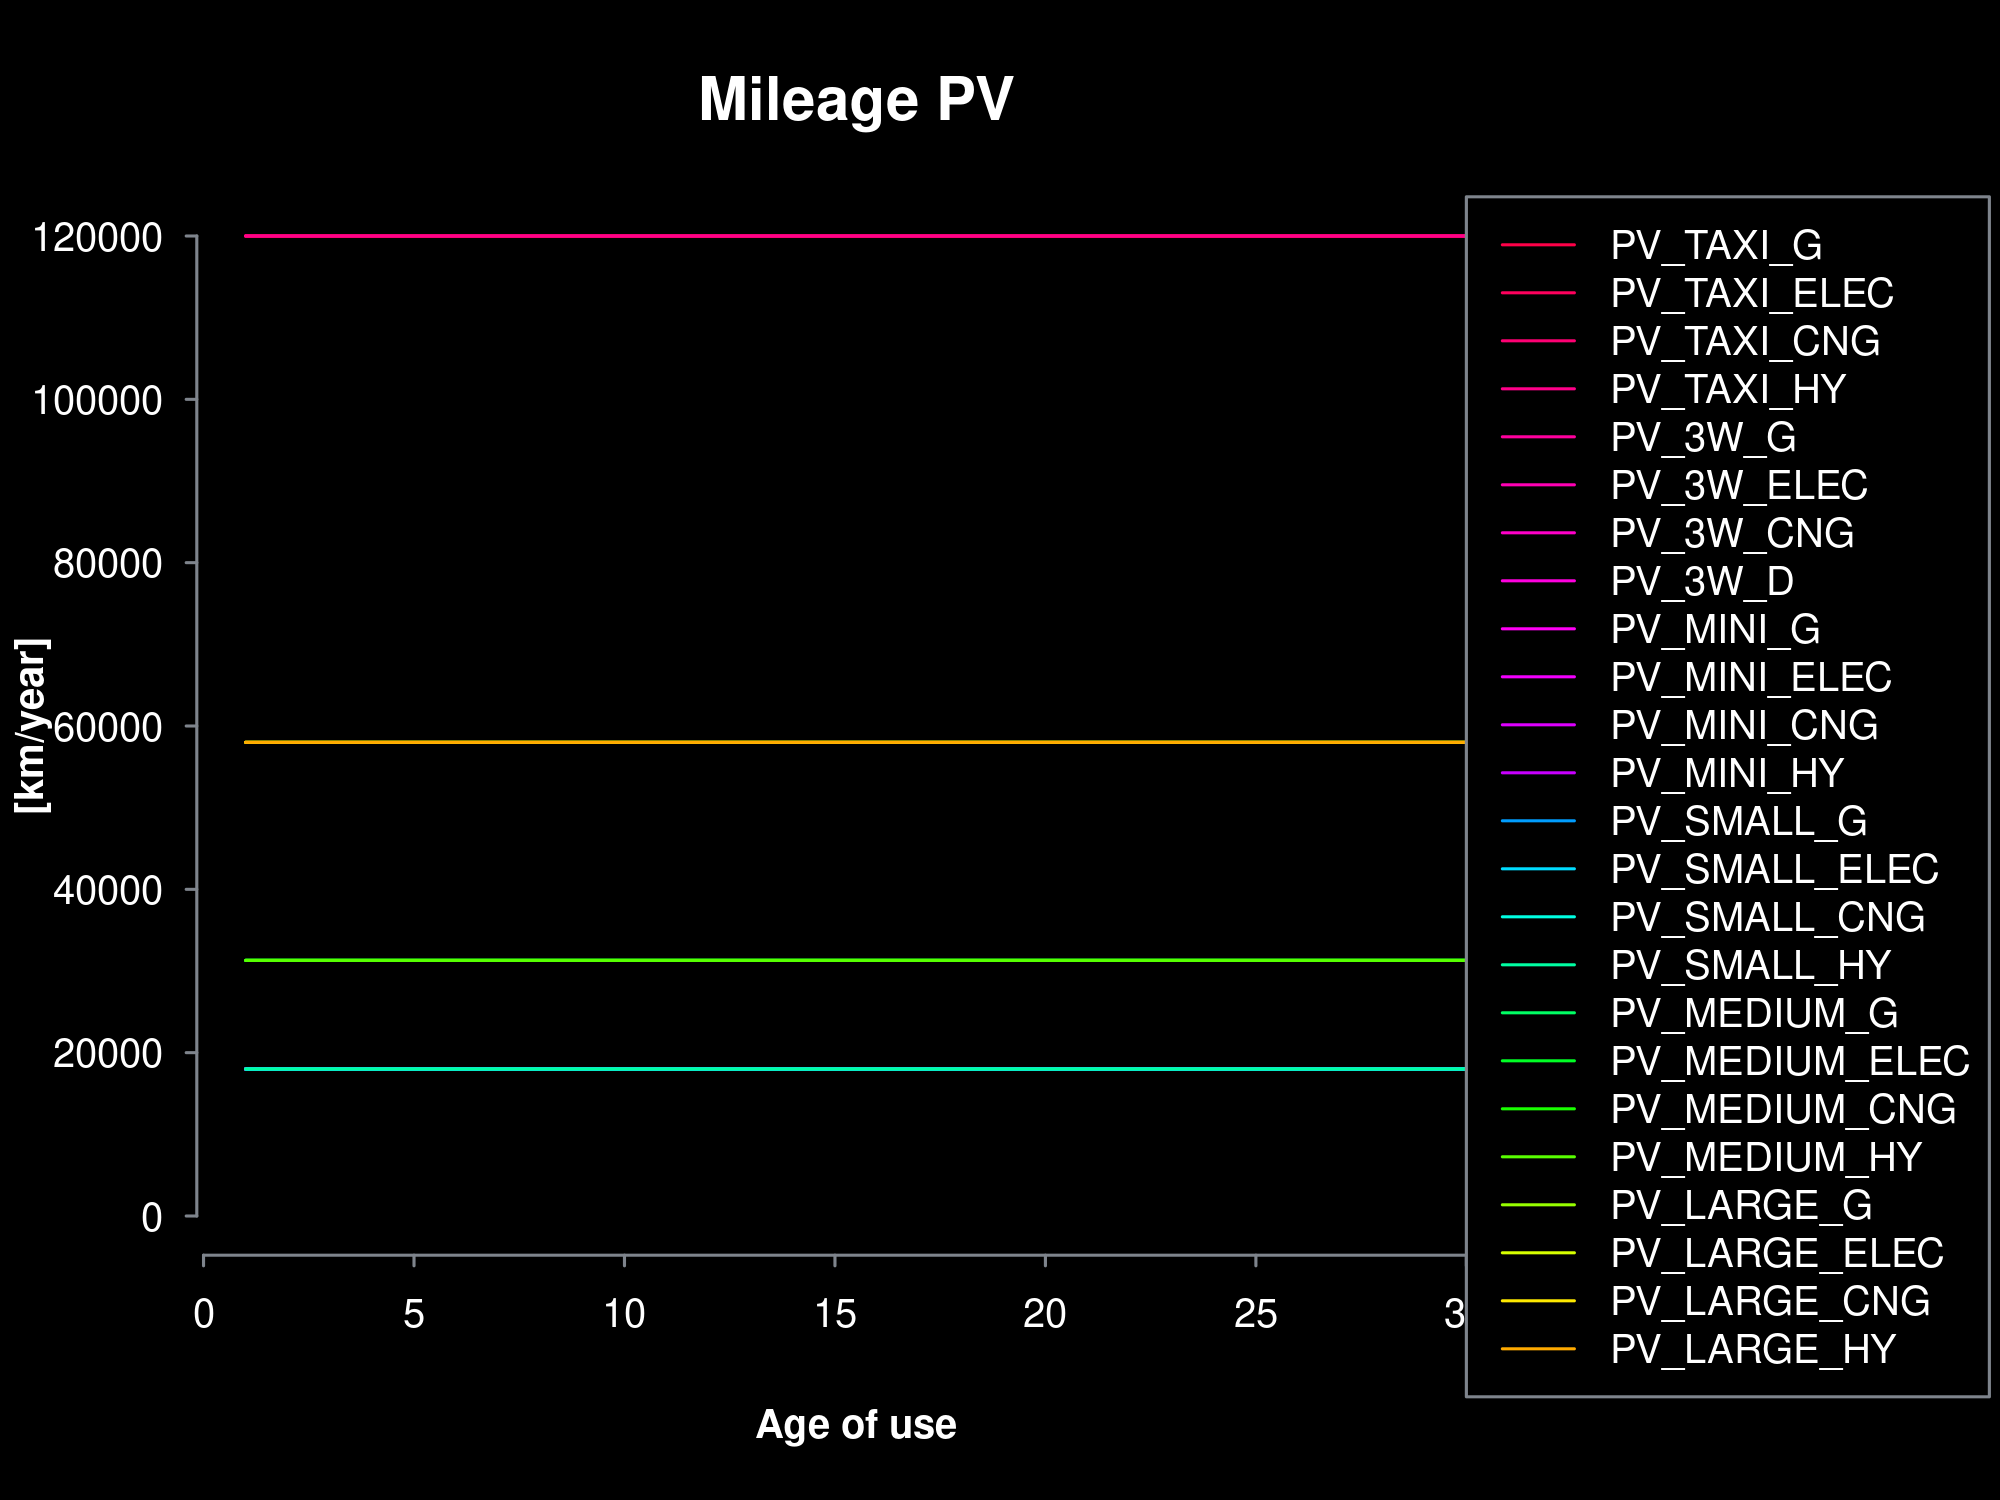 Mileage PV
[km/year]
120000
100000
80000
60000
40000
20000
0
0 5 10 15 20 25 3
Age of use
PV_TAXI_G
PV_TAXI_ELEC
PV_TAXI_CNG
PV_TAXI_HY
PV_3W_G
PV_3W_ELEC
PV_3W_CNG
PV_3W_D
PV_MINI_G
PV_MINI_ELEC
PV_MINI_CNG
PV_MINI_HY
PV_SMALL_G
PV_SMALL_ELEC
PV_SMALL_CNG
PV_SMALL_HY
PV_MEDIUM_G
PV_MEDIUM_ELEC
PV_MEDIUM_CNG
PV_MEDIUM_HY
PV_LARGE_G
PV_LARGE_ELEC
PV_LARGE_CNG
PV_LARGE_HY